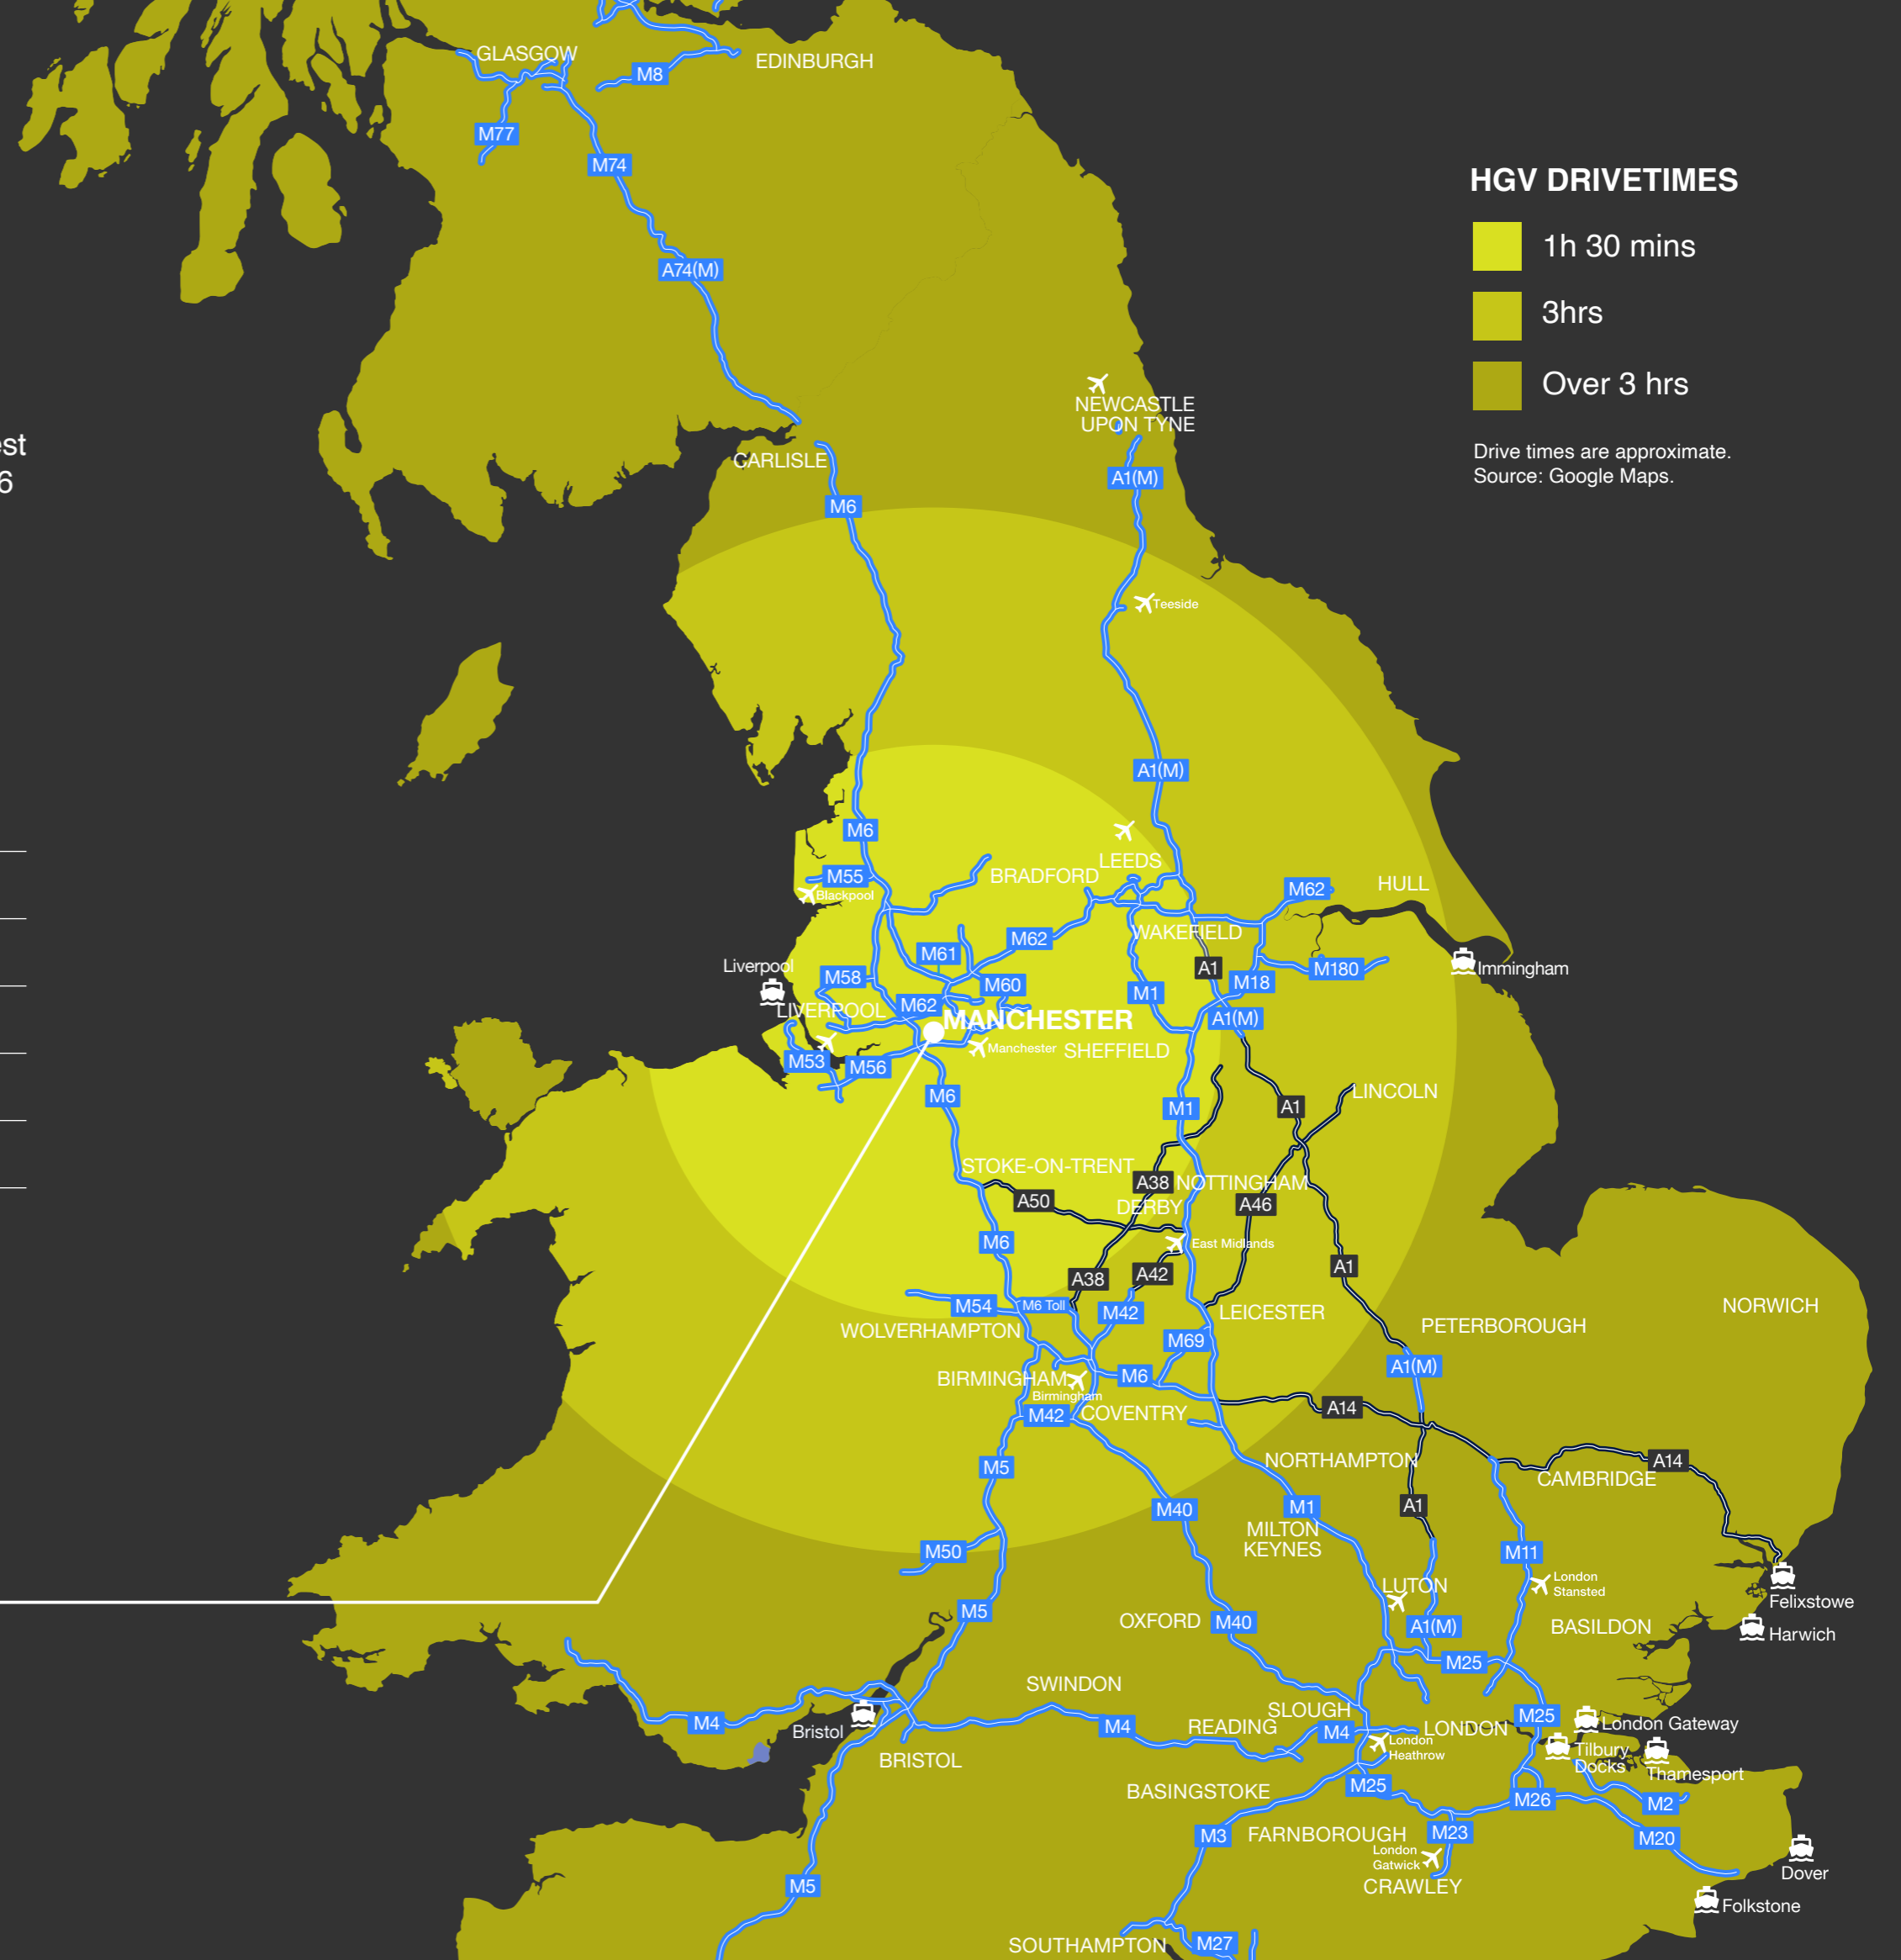 GLASGOW
EDINBURGH
M8
M77
M74
HGV DRIVETIMES
1h 30 mins
A74(M)
3hrs
Over 3 hrs
NEWCASTLE
UPON TYNE
est
6
CARLISLE
A1(M)
Drive times are approximate.
Source: Google Maps.
M6
Teeside
A1(M)
M6
LEEDS
BRADFORD
M55
Blackpool
M62
HULL
WAKEFIELD
M62
M61
Liverpool
M58
A1
M180
Immingham
M60
M18
M1
M62
LIVERPOOL
MANCHESTER
A1(M)
Manchester
SHEFFIELD
M53
M56
M6
M1
A1
LINCOLN
STOKE-ON-TRENT
A38
NOTTINGHAM
A50
DERBY
A46
M6
East Midlands
A38
A42
A1
M54
M6 Toll
M42
LEICESTER
NORWICH
WOLVERHAMPTON
M69
PETERBOROUGH
BIRMINGHAM
Birmingham
M6
A1(M)
M42
COVENTRY
A14
M5
NORTHAMPTON
A14
CAMBRIDGE
M40
M1
A1
MILTON
KEYNES
M50
M11
LUTON
London
Stansted
Felixstowe
M5
OXFORD
M40
A1(M)
BASILDON
Harwich
M25
SWINDON
SLOUGH
M25
M4
Bristol
M4
READING
M4
LONDON
London Gateway
London
Heathrow
Tilbury
Docks
Thamesport
BRISTOL
BASINGSTOKE
M25
M26
M2
M3
FARNBOROUGH
M23
M20
London
Gatwick
CRAWLEY
Dover
M5
Folkstone
SOUTHAMPTON
M27